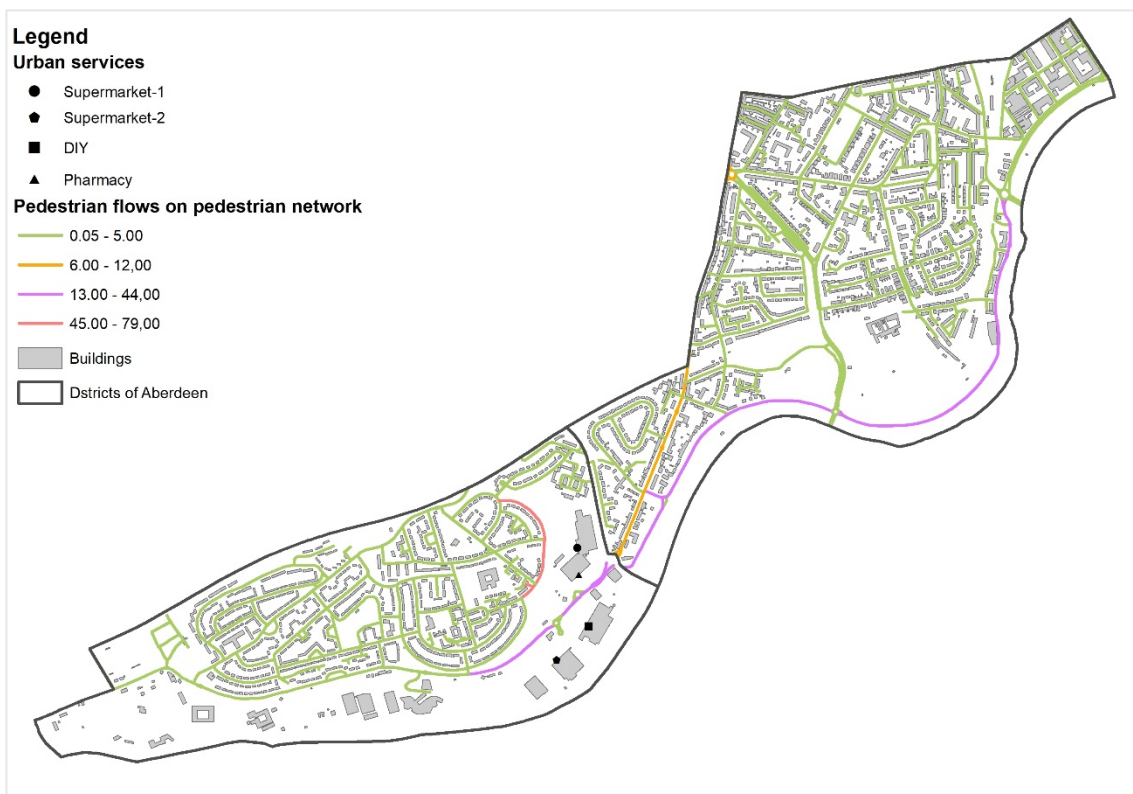 Legend
Urban services
Supermarket-1
Supermarket-2
DIY
Pharmacy
Pedestrian flows on pedestrian network
0.05 - 5.00
6.00 - 12,00
13.00 - 44,00
45.00 - 79,00
Buildings
Dstricts of Aberdeen